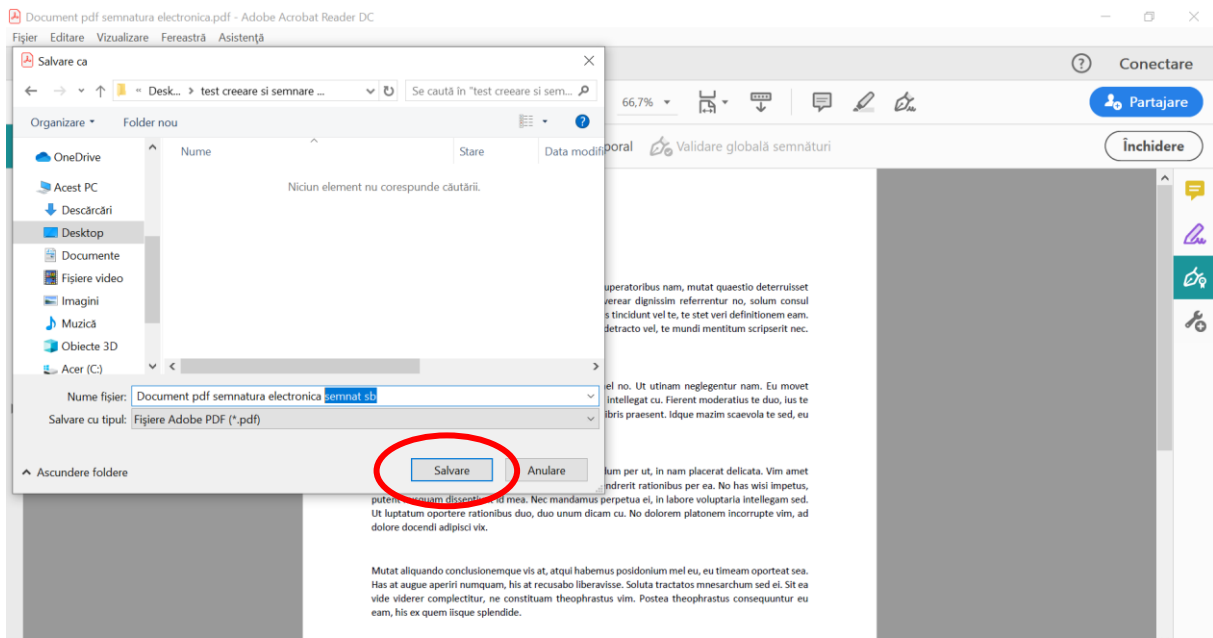 Document pdf semnatura electronica.pdf - Adobe Acrobat Reader DC
Fișier Editare Vizualizare Fereastră Asistență
Salvare ca
Conectare
« Desk... › test creeare si semnare ...
Se caută în "test creeare si sem...
66,7%
Partajare
Organizare
Folder nou
poral
Validare globală semnături
Închidere
OneDrive
Nume
Stare
Data modifi
Acest PC
Niciun element nu corespunde căutării.
Descărcări
Desktop
Documente
Fișiere video
Imagini
Muzică
Obiecte 3D
Acer (C:)
Nume fișier: Document pdf semnatura electronica semnat sb
Salvare cu tipul: Fișiere Adobe PDF (*.pdf)
Ascundere foldere
Salvare
Anulare
uperatoribus nam, mutat quaestio deterruisset
verear dignissim referrentur no, solum consul
s tincidunt vel te, te stet veri definitionem eam.
detracto vel, te mundi mentitum scripserit nec.
el no. Ut utinam neglegentur nam. Eu movet
intellegat cu. Fierent moderatius te duo, ius te
ibris praesent. Idque mazim scaevola te sed, eu
um per ut, in nam placerat delicata. Vim amet
ndrerit rationibus per ea. No has wisi impetus,
putent id mea. Nec mandamus perpetua ei, in labore voluptaria intellegam sed.
Ut luptatum oportere rationibus duo, duo unum dicam cu. No dolorem platonem incorrupte vim, ad
dolore docendi adipisci vix.
Mutat aliquando conclusionemque vis at, atqui habemus posidonium mel eu, eu timeam oporteat sea.
Has at augue aperiri numquam, his at recusabo liberavisse. Soluta tractatos mnesarchum sed ei. Sit ea
vide viderer complectitur, ne constituam theophrastus vim. Postea theophrastus consequuntur eu
eam, his ex quem iisque splendide.